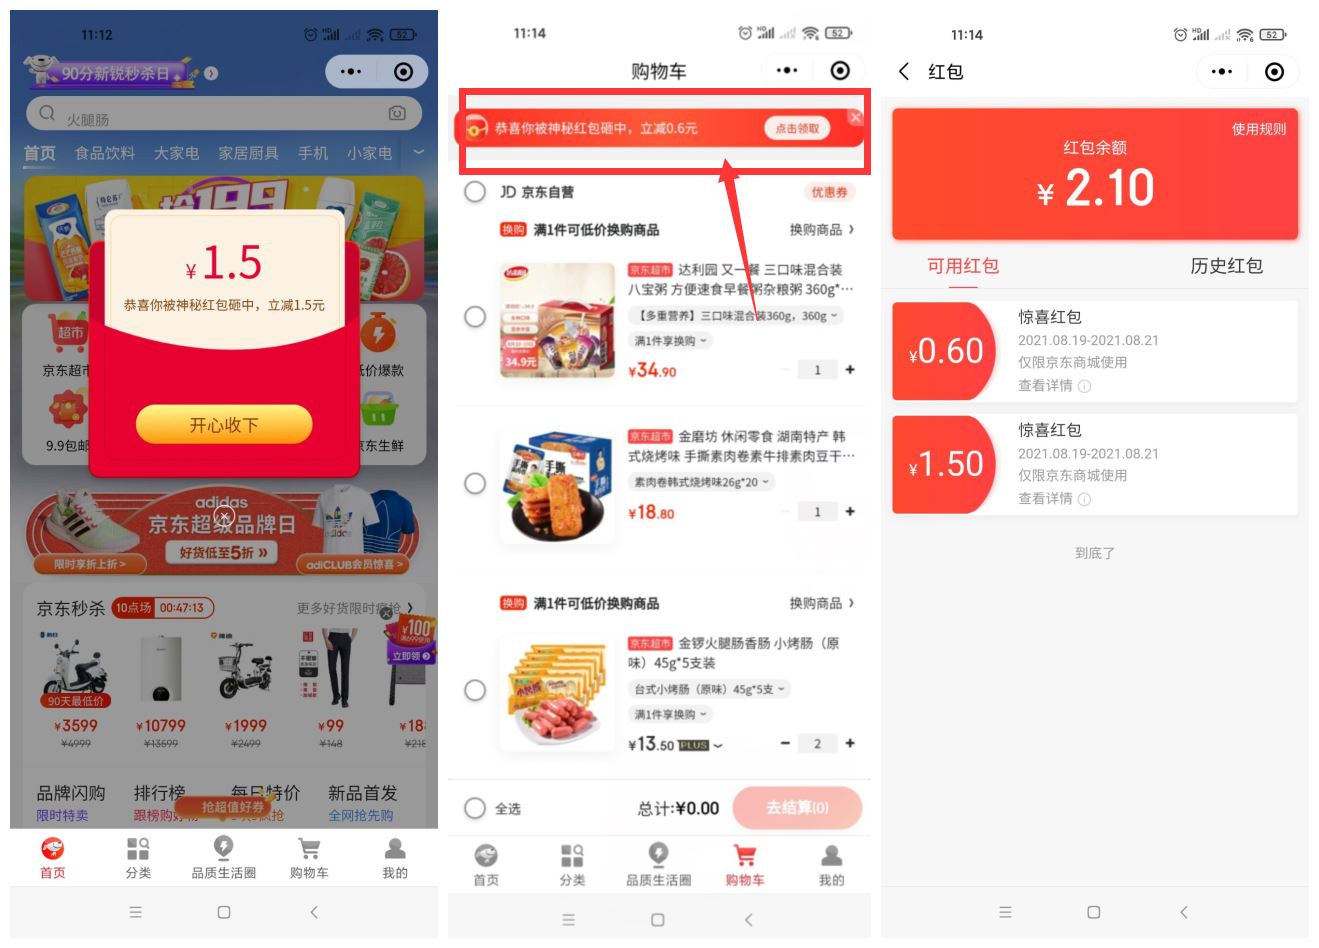 11:12
52
90分新锐秒杀日
火腿肠
首页 食品饮料 大家电 家居厨具 手机 小家电
抢199
¥1.5
恭喜你被神秘红包砸中，立减1.5元
开心收下
超市
京东超
低价爆款
9.9包邮
京东生鲜
adidas
京东超级品牌日
好货低至5折
限时享折上折 >
adiCLUB会员惊喜 >
京东秒杀 10点场 00:47:13
更多好货限时疯抢
¥100
立即领
90天最低价
¥3599 ¥10799 ¥1999 ¥99 ¥18
¥4999 ¥13599 ¥2499 ¥148 ¥218
品牌闪购 排行榜 每日特价 新品首发
抢超值好券
限时特卖 跟榜购好物 疯抢 全网抢先购
首页 分类 品质生活圈 购物车 我的
11:14
HD
52
购物车
恭喜你被神秘红包砸中，立减0.6元
点击领取
JD 京东自营
优惠券
换购 满1件可低价换购商品
换购商品 >
京东超市 达利园 又一餐 三口味混合装
八宝粥 方便速食早餐粥杂粮粥 360g*···
【多重营养】三口味混合装360g，360g
满1件享换购
34.9元
¥34.90
1
京东超市 金磨坊 休闲零食 湖南特产 韩
式烧烤味 手撕素肉卷素牛排素肉豆干···
素肉卷韩式烧烤味26g*20
手撕
¥18.80
1
换购 满1件可低价换购商品
换购商品 >
京东超市 金锣火腿肠香肠 小烤肠（原
味）45g*5支装
台式小烤肠（原味）45g*5支
满1件享换购
¥13.50 PLUS
2
全选
总计:¥0.00
去结算(0)
首页 分类 品质生活圈 购物车 我的
11:14
HD
52
红包
使用规则
红包余额
¥2.10
可用红包 历史红包
¥0.60
惊喜红包
2021.08.19-2021.08.21
仅限京东商城使用
查看详情
¥1.50
惊喜红包
2021.08.19-2021.08.21
仅限京东商城使用
查看详情
到底了